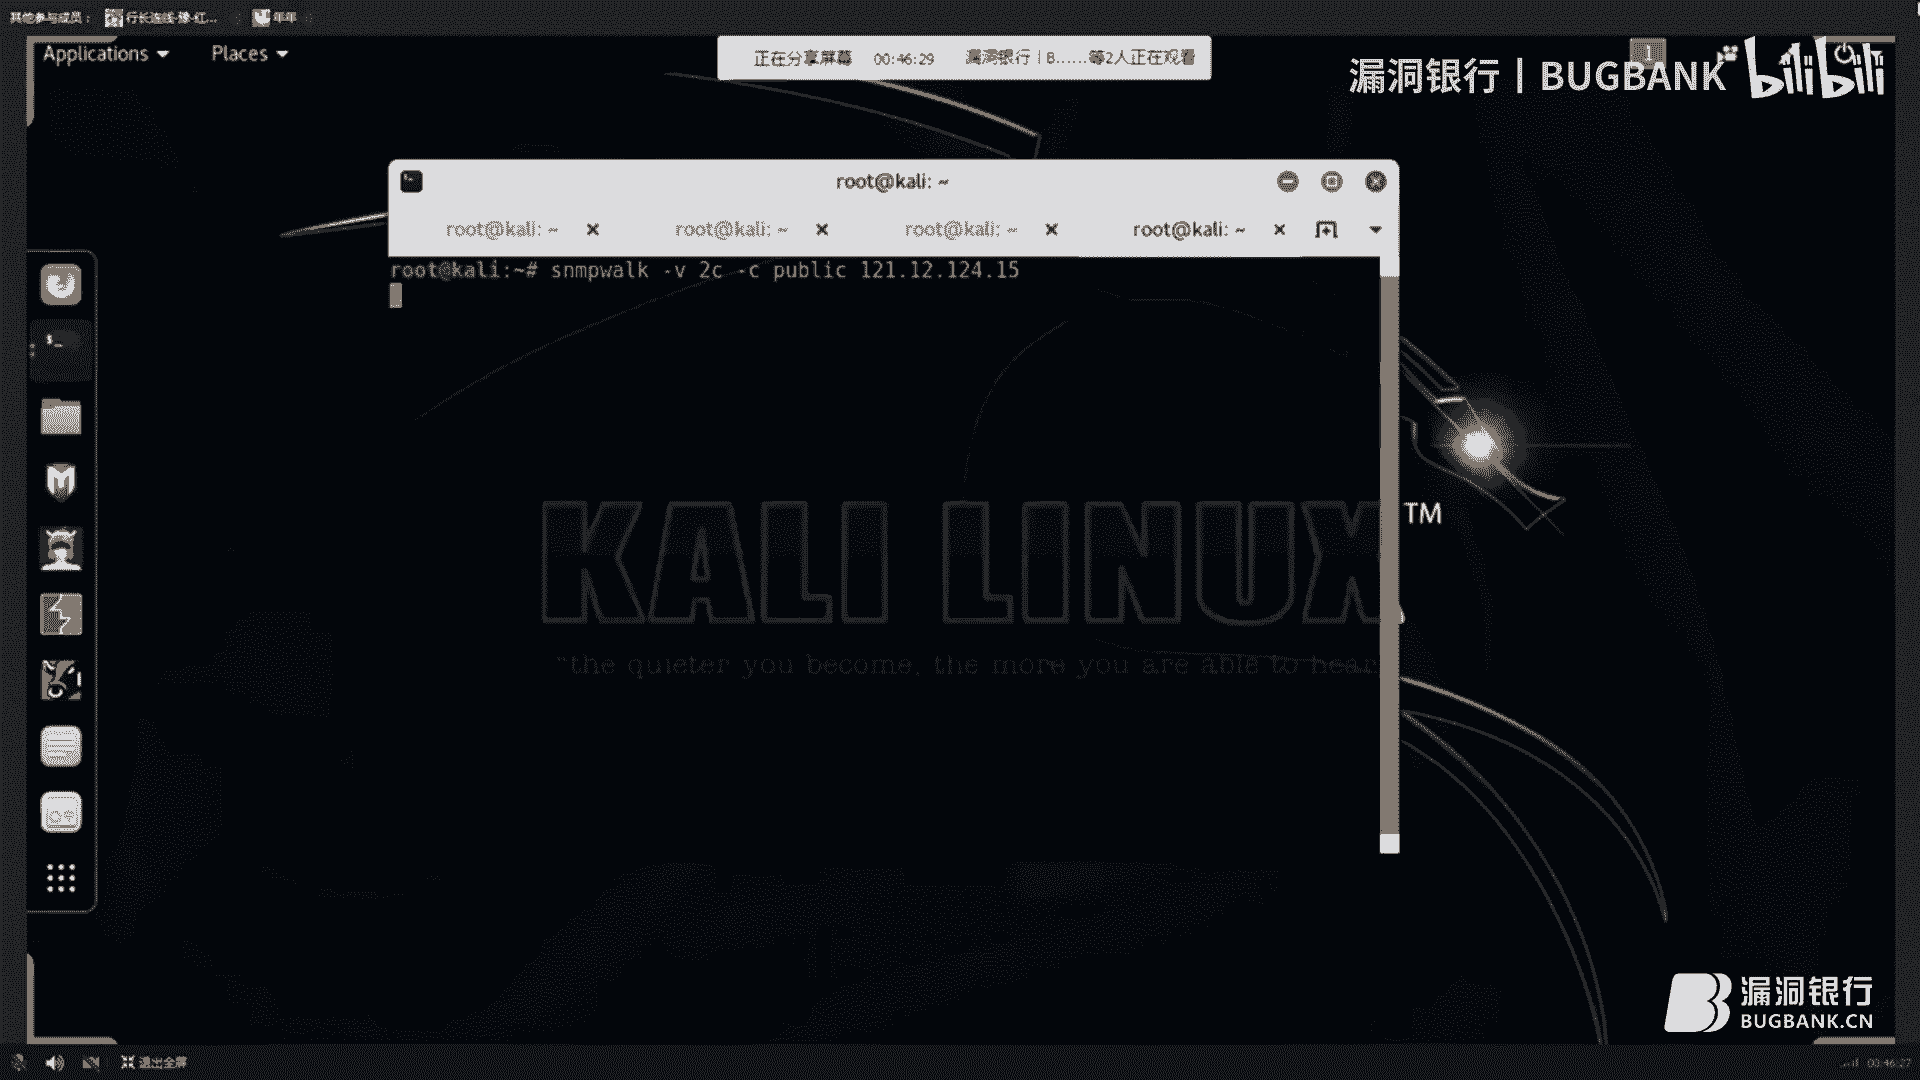 其他参与成员：
行长连线-豫-红... 年年
Applications Places
正在分享屏幕 00:46:29 漏洞银行 | B......等2人正在观看
1
漏洞银行 | BUGBANK bilibili
root@kali: ~
root@kali: ~ root@kali: ~ root@kali: ~ root@kali: ~
root@kali:~# snmpwalk -v 2c -c public 121.12.124.15
$_
KALI LINUX
TM
"the quieter you become, the more you are able to hear
漏洞银行
BUGBANK.CN
退出全屏
00:46:27